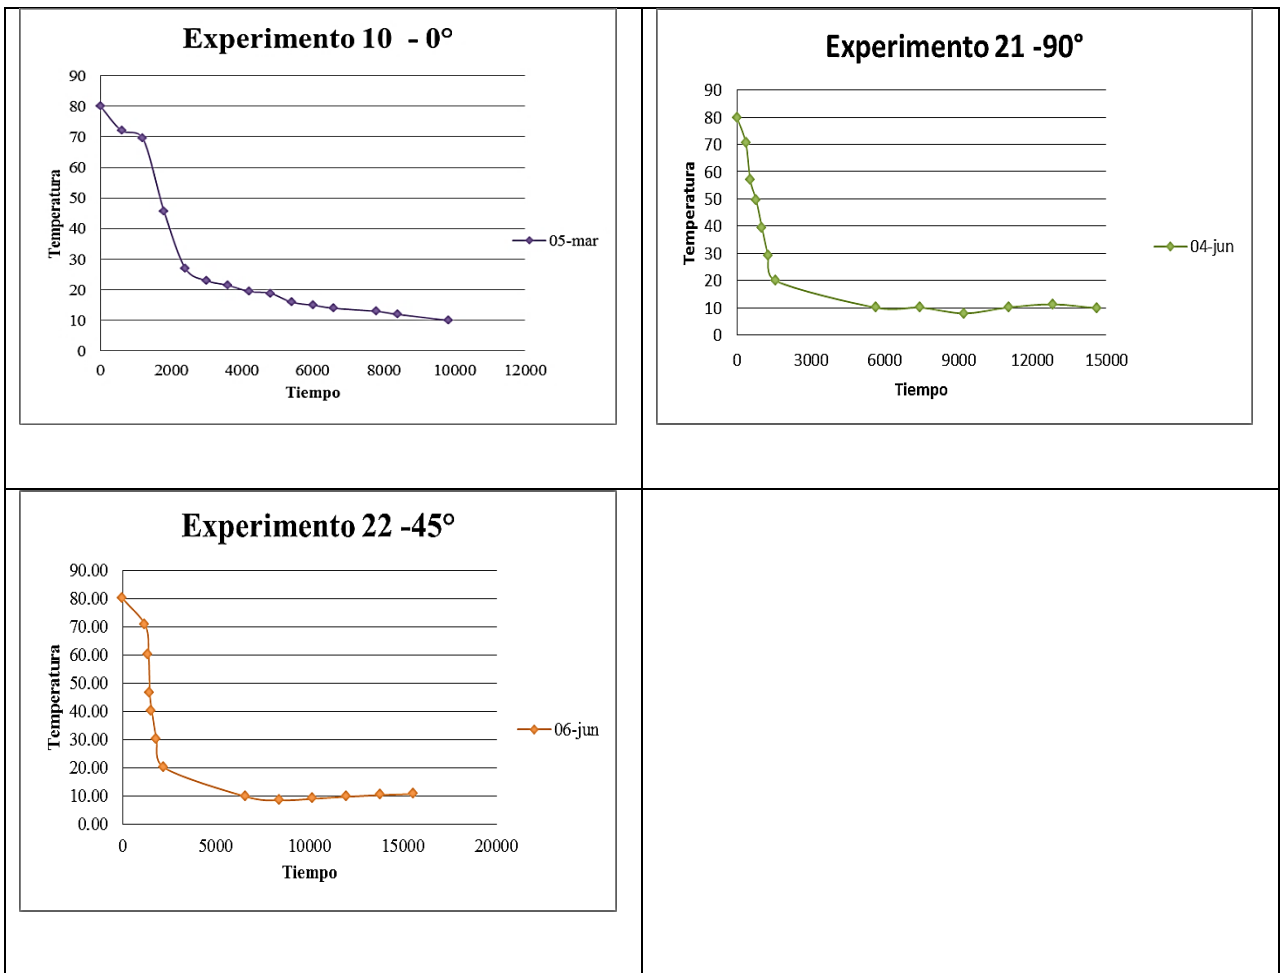 Experimento 10 - 0°
90
80
70
60
50
40
30
20
10
0
Temperatura
0 2000 4000 6000 8000 10000 12000
Tiempo
05-mar
Experimento 21 -90°
90
80
70
60
50
40
30
20
10
0
Temperatura
0 3000 6000 9000 12000 15000
Tiempo
04-jun
Experimento 22 -45°
90.00
80.00
70.00
60.00
50.00
40.00
30.00
20.00
10.00
0.00
Temperatura
0 5000 10000 15000 20000
Tiempo
06-jun